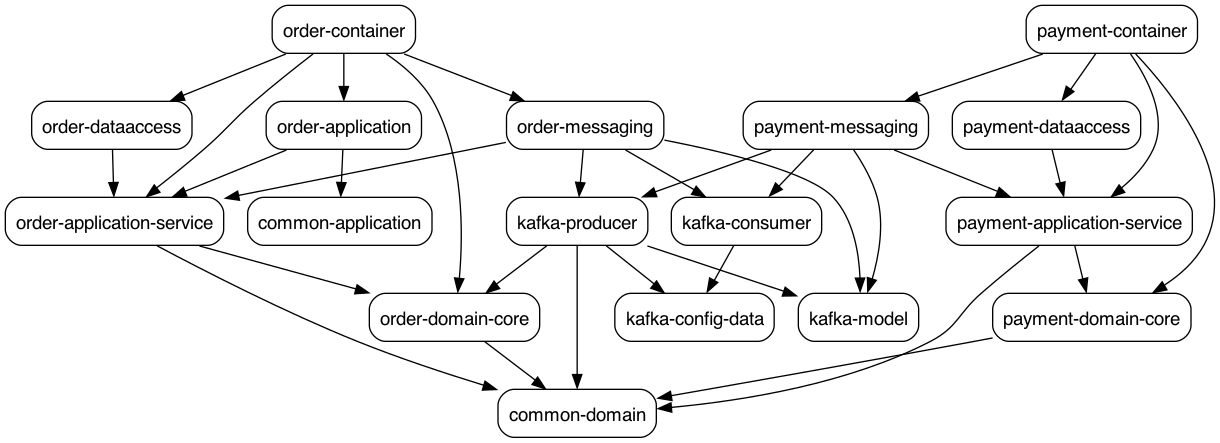 order-container
payment-container
order-dataaccess
order-application
order-messaging
payment-messaging
payment-dataaccess
order-application-service
common-application
kafka-producer
kafka-consumer
payment-application-service
order-domain-core
kafka-config-data
kafka-model
payment-domain-core
common-domain